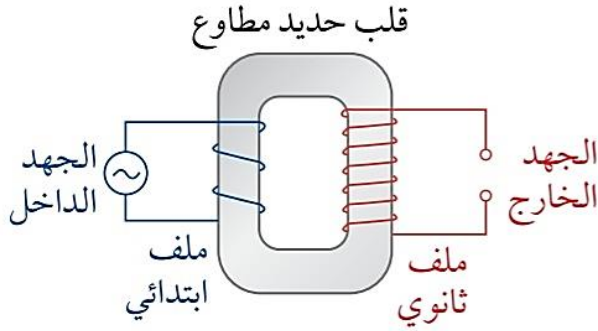 قلب حديد مطاوع
الجهد
الخارج
الجهد
الداخل
ملف
ثانوي
ملف
ابتدائي